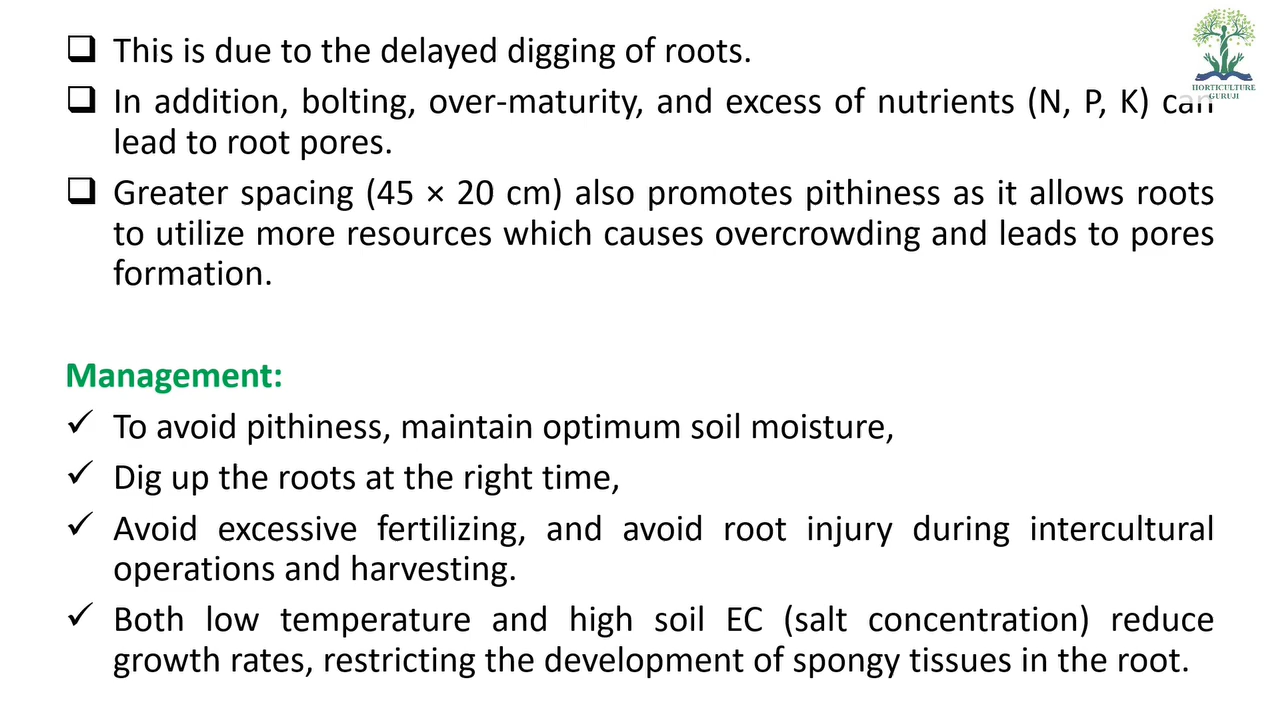 This is due to the delayed digging of roots.
In addition, bolting, over-maturity, and excess of nutrients (N, P, K) can
lead to root pores.
Greater spacing (45 × 20 cm) also promotes pithiness as it allows roots
to utilize more resources which causes overcrowding and leads to pores
formation.
Management:
To avoid pithiness, maintain optimum soil moisture,
Dig up the roots at the right time,
Avoid excessive fertilizing, and avoid root injury during intercultural
operations and harvesting.
Both low temperature and high soil EC (salt concentration) reduce
growth rates, restricting the development of spongy tissues in the root.
HORTICULTURE
GURUJI